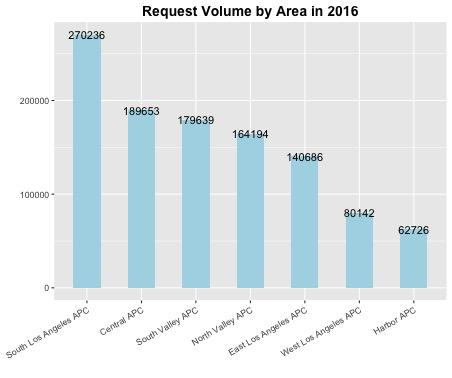 Request Volume by Area in 2016
270236
189653
179639
164194
140686
80142
62726
200000
100000
0
South Los Angeles APC
Central APC
South Valley APC
North Valley APC
East Los Angeles APC
West Los Angeles APC
Harbor APC